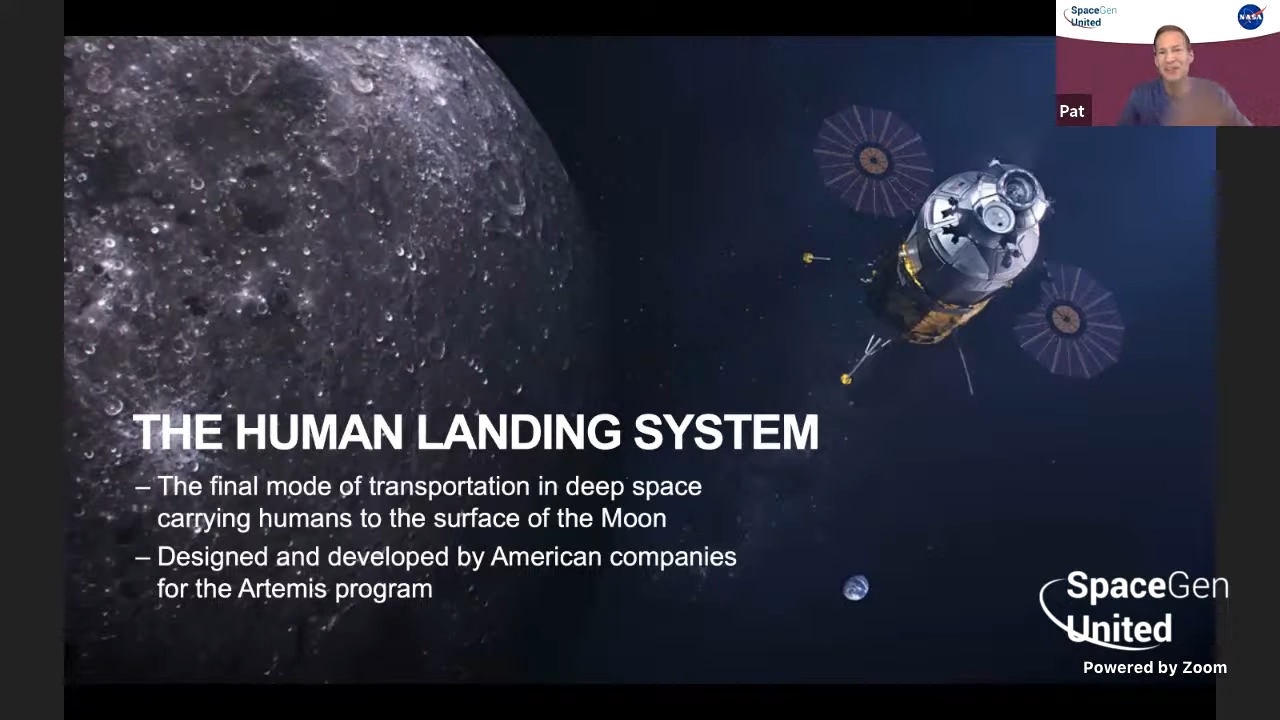 SpaceGen
United
NASA
Pat
THE HUMAN LANDING SYSTEM
– The final mode of transportation in deep space
carrying humans to the surface of the Moon
– Designed and developed by American companies
for the Artemis program
SpaceGen
United
Powered by Zoom